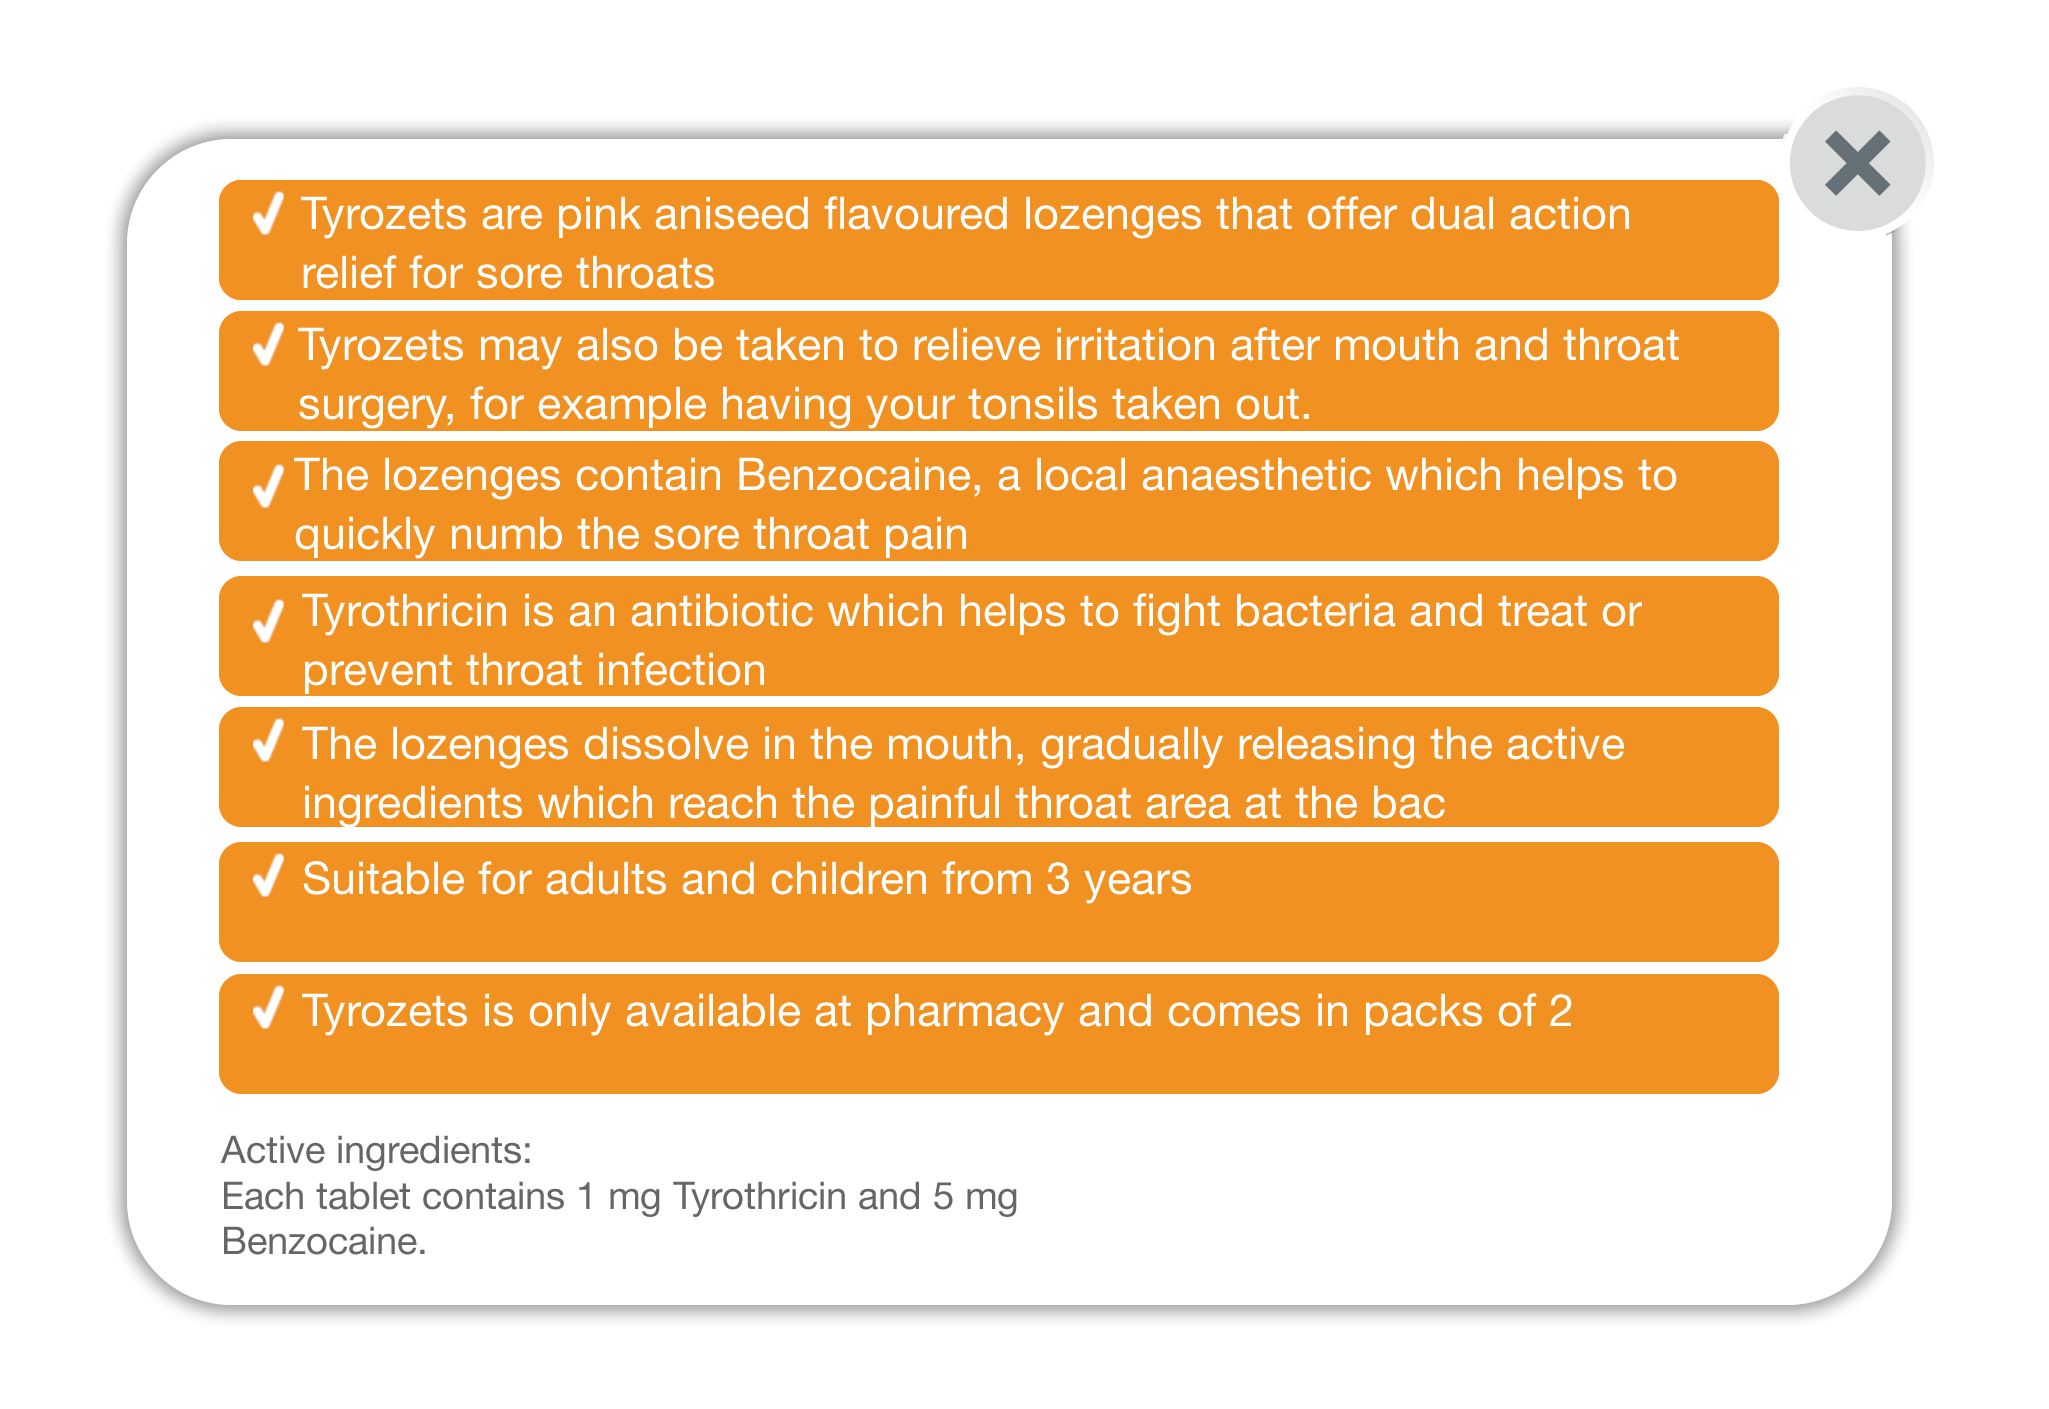 Tyrozets are pink aniseed flavoured lozenges that offer dual action
relief for sore throats
Tyrozets may also be taken to relieve irritation after mouth and throat
surgery, for example having your tonsils taken out.
The lozenges contain Benzocaine, a local anaesthetic which helps to
quickly numb the sore throat pain
Tyrothricin is an antibiotic which helps to fight bacteria and treat or
prevent throat infection
The lozenges dissolve in the mouth, gradually releasing the active
ingredients which reach the painful throat area at the bac
Suitable for adults and children from 3 years
Tyrozets is only available at pharmacy and comes in packs of 2
Active ingredients:
Each tablet contains 1 mg Tyrothricin and 5 mg
Benzocaine.